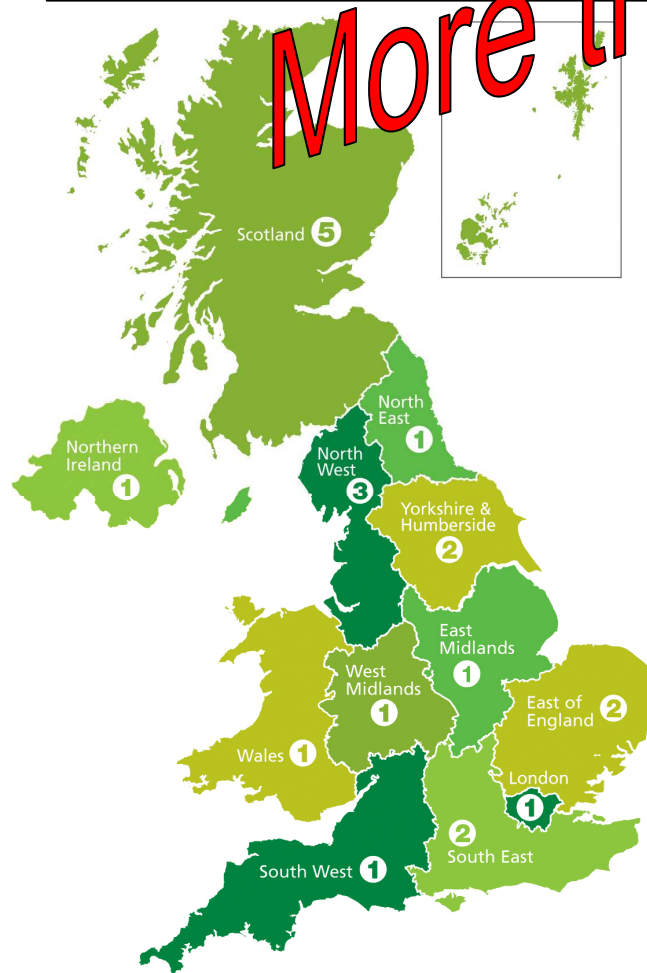 More
Scotland 5
North
East
1
Northern
Ireland
1
North
West
3
Yorkshire &
Humberside
2
East
Midlands
1
West
Midlands
1
East of
England 2
Wales 1
London
1
2
South East
South West 1